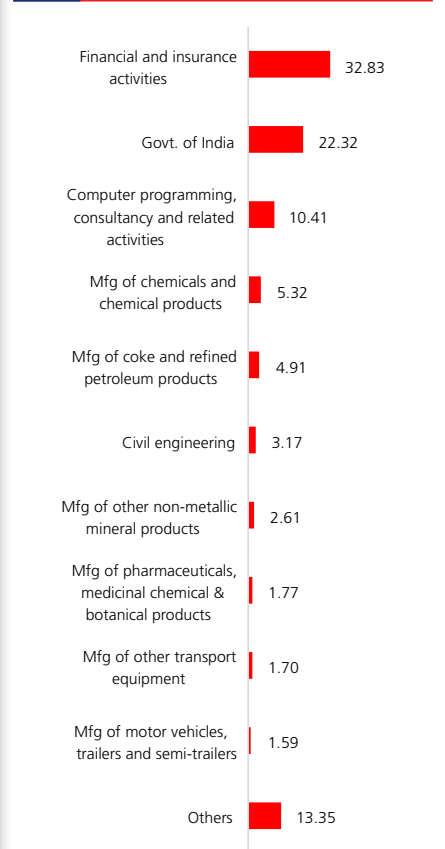 Financial and insurance
activities
32.83
Govt. of India
22.32
Computer programming,
consultancy and related
activities
10.41
Mfg of chemicals and
chemical products
5.32
Mfg of coke and refined
petroleum products
4.91
Civil engineering
3.17
Mfg of other non-metallic
mineral products
2.61
Mfg of pharmaceuticals,
medicinal chemical &
botanical products
1.77
Mfg of other transport
equipment
1.70
Mfg of motor vehicles,
trailers and semi-trailers
1.59
Others
13.35